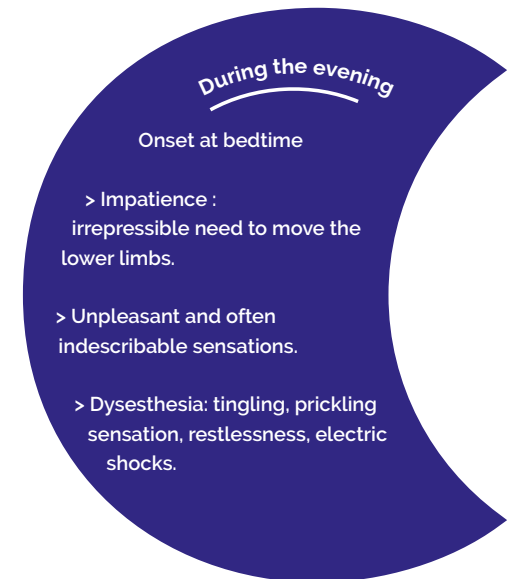 During the evening
Onset at bedtime
> Impatience :
irrepressible need to move the
lower limbs.
> Unpleasant and often
indescribable sensations.
> Dysesthesia: tingling, prickling
sensation, restlessness, electric
shocks.